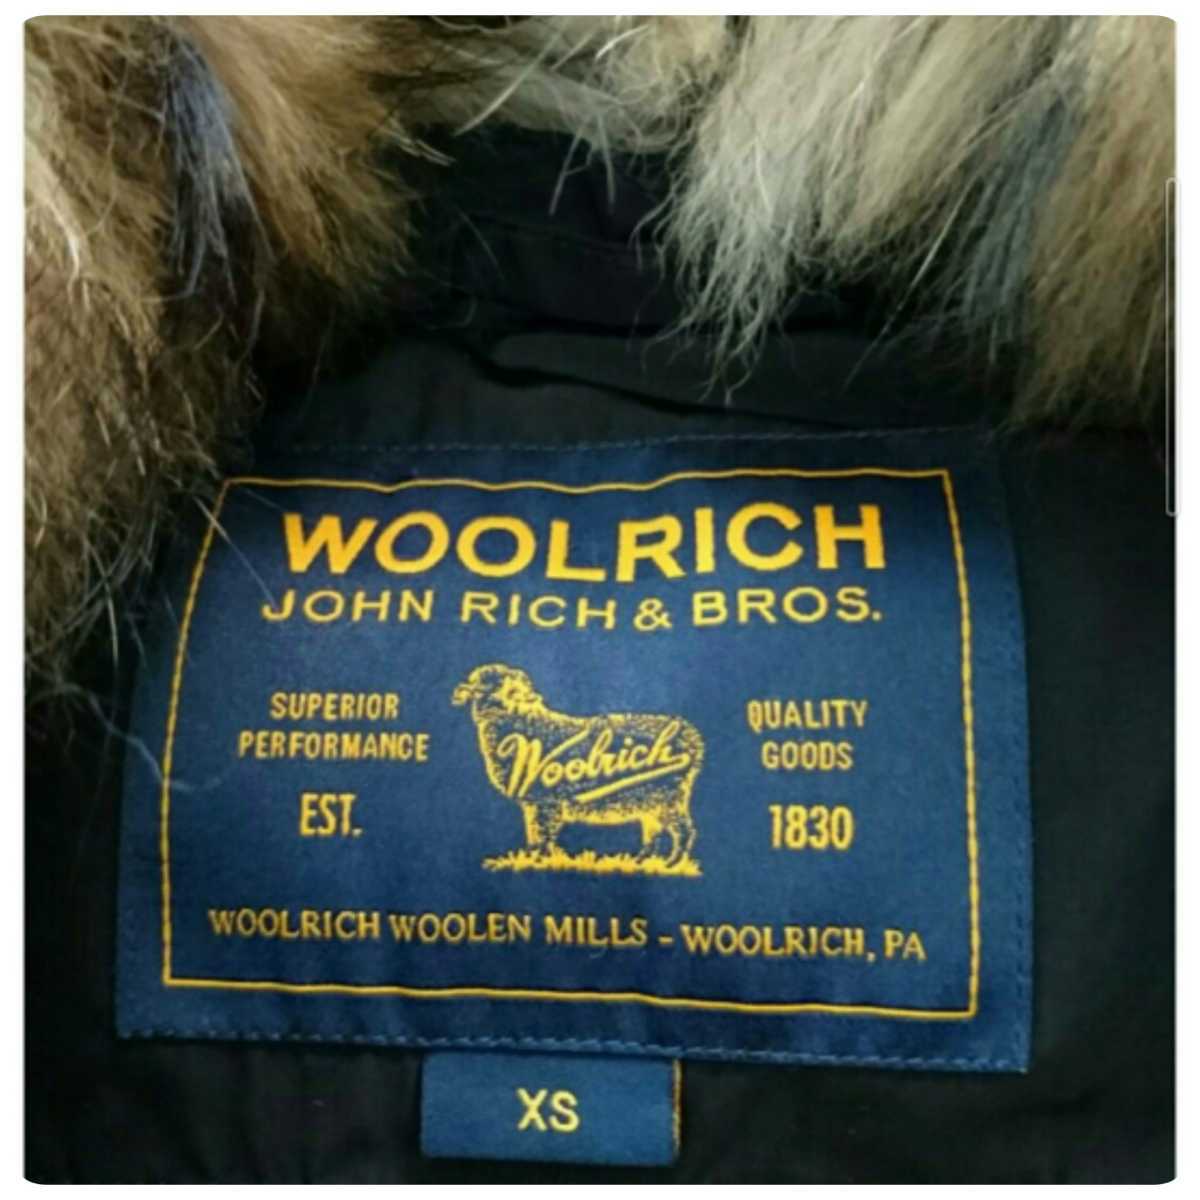 WOOLRICH
JOHN RICH & BROS.
SUPERIOR
PERFORMANCE
EST.
Woolrich
QUALITY
GOODS
1830
WOOLRICH WOOLEN MILLS - WOOLRICH, PA
XS